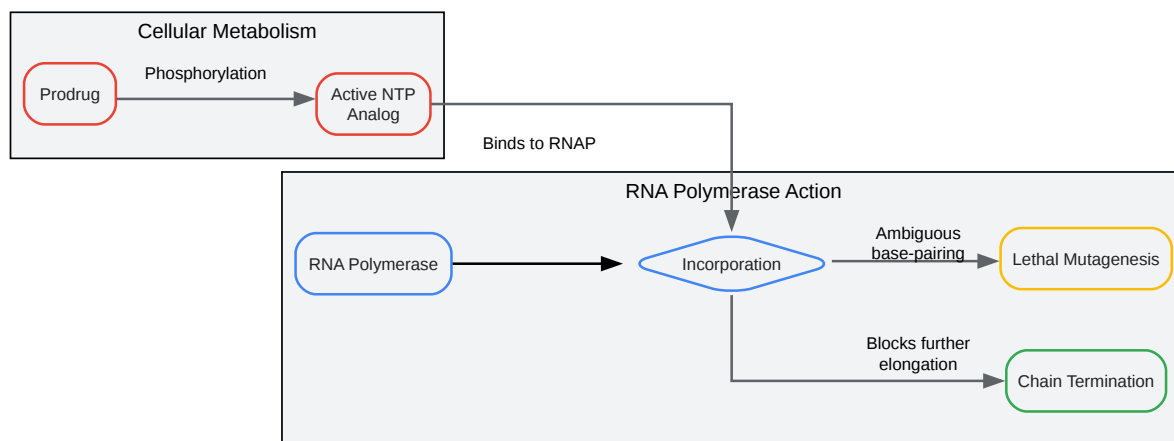 Cellular Metabolism
Prodrug
Phosphorylation
Active NTP
Analog
Binds to RNAP
RNA Polymerase Action
RNA Polymerase
Incorporation
Ambiguous
base-pairing
Lethal Mutagenesis
Blocks further
elongation
Chain Termination